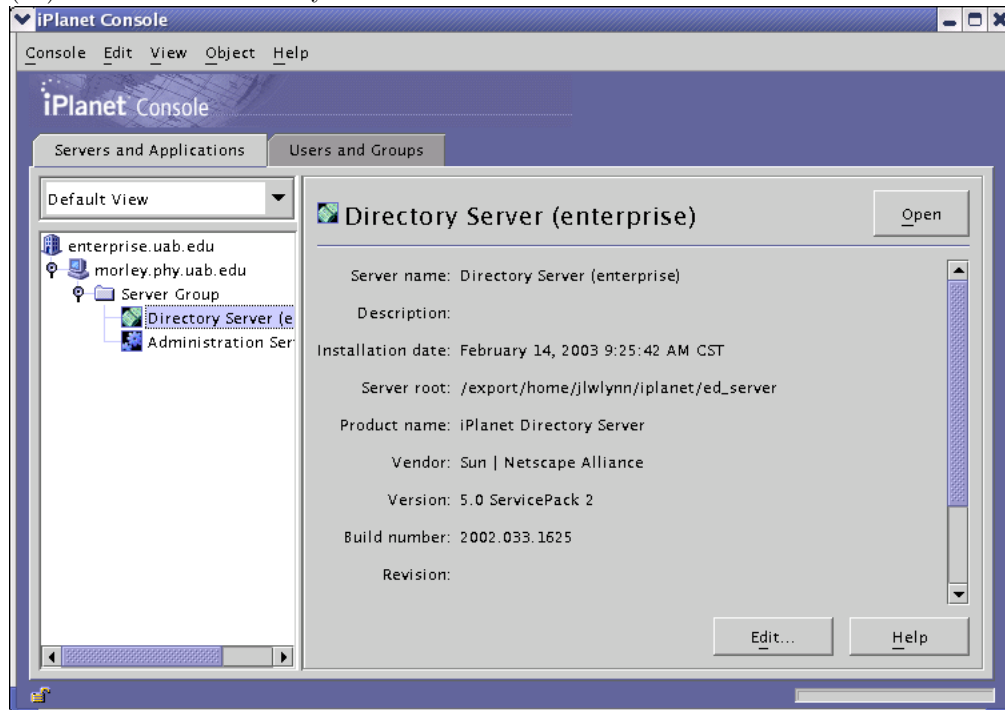 iPlanet Console
Console Edit View Object Help
iPlanet Console
Servers and Applications
Users and Groups
Default View
enterprise.uab.edu
morley.phy.uab.edu
Server Group
Directory Server (e
Administration Ser
Directory Server (enterprise)
Open
Server name: Directory Server (enterprise)
Description:
Installation date: February 14, 2003 9:25:42 AM CST
Server root: /export/home/jlwlynn/iplanet/ed_server
Product name: iPlanet Directory Server
Vendor: Sun | Netscape Alliance
Version: 5.0 ServicePack 2
Build number: 2002.033.1625
Revision:
Edit...
Help